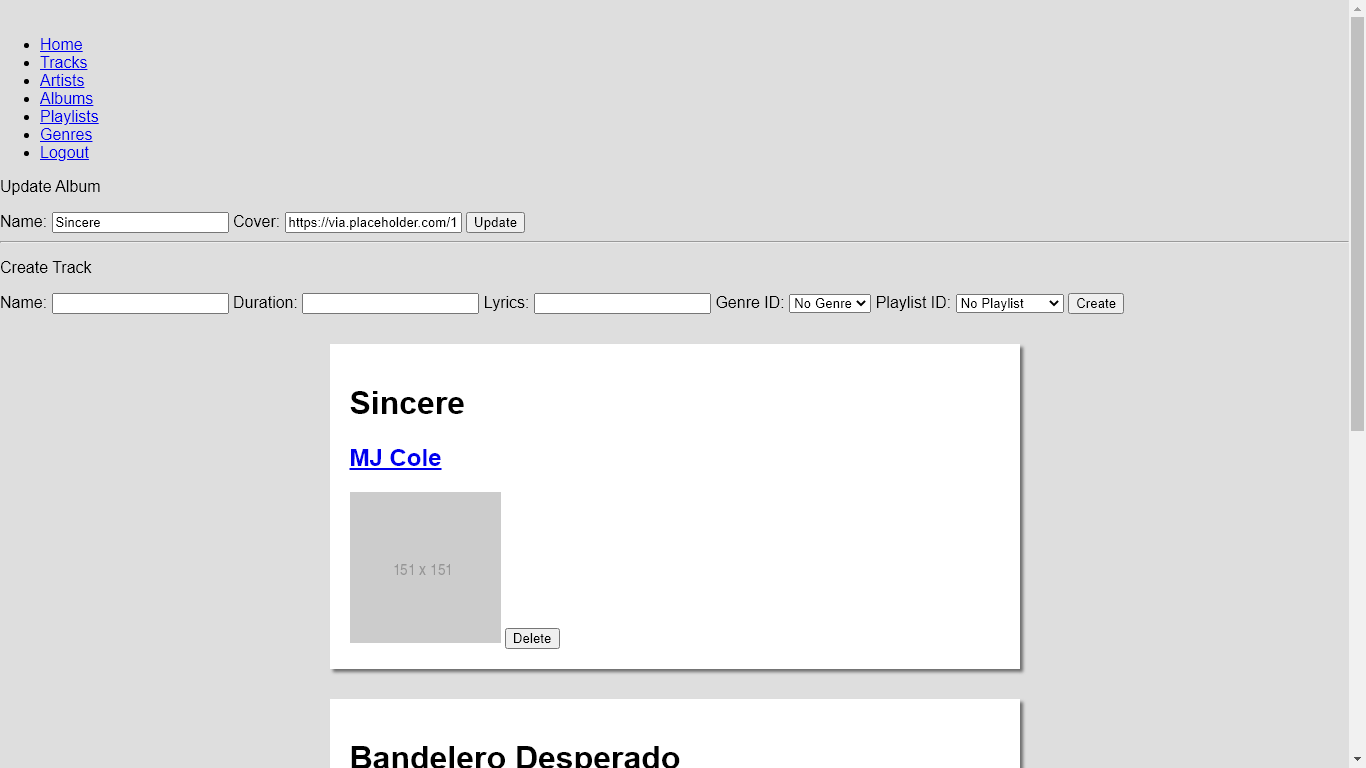 Home
Tracks
Artists
Albums
Playlists
Genres
Logout
Update Album
Name: Sincere Cover: https://via.placeholder.com/1 Update
Create Track
Name: Duration: Lyrics: Genre ID: No Genre Playlist ID: No Playlist Create
Sincere
MJ Cole
151 x 151
Delete
Bandelero Desperado